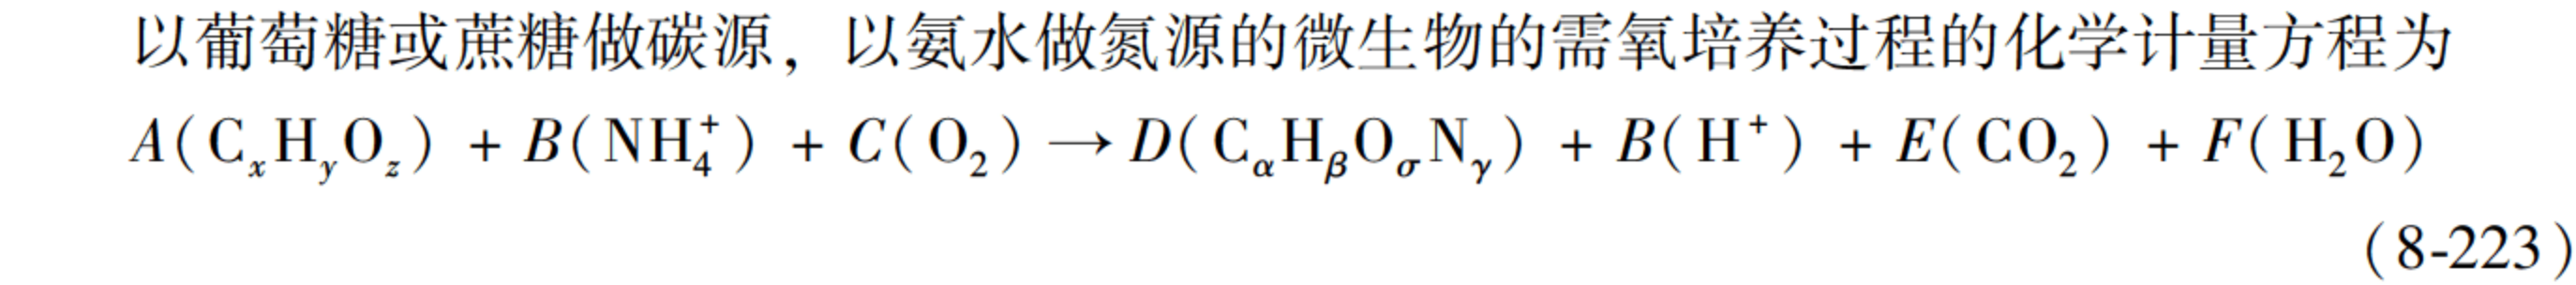 以葡萄糖或蔗糖做碳源，以氨水做氮源的微生物的需氧培养过程的化学计量方程为
A(CₓHᵧO_z) + B(NH₄⁺) + C(O₂) → D(C_αH_βO_σN_γ) + B(H⁺) + E(CO₂) + F(H₂O)
(8-223)